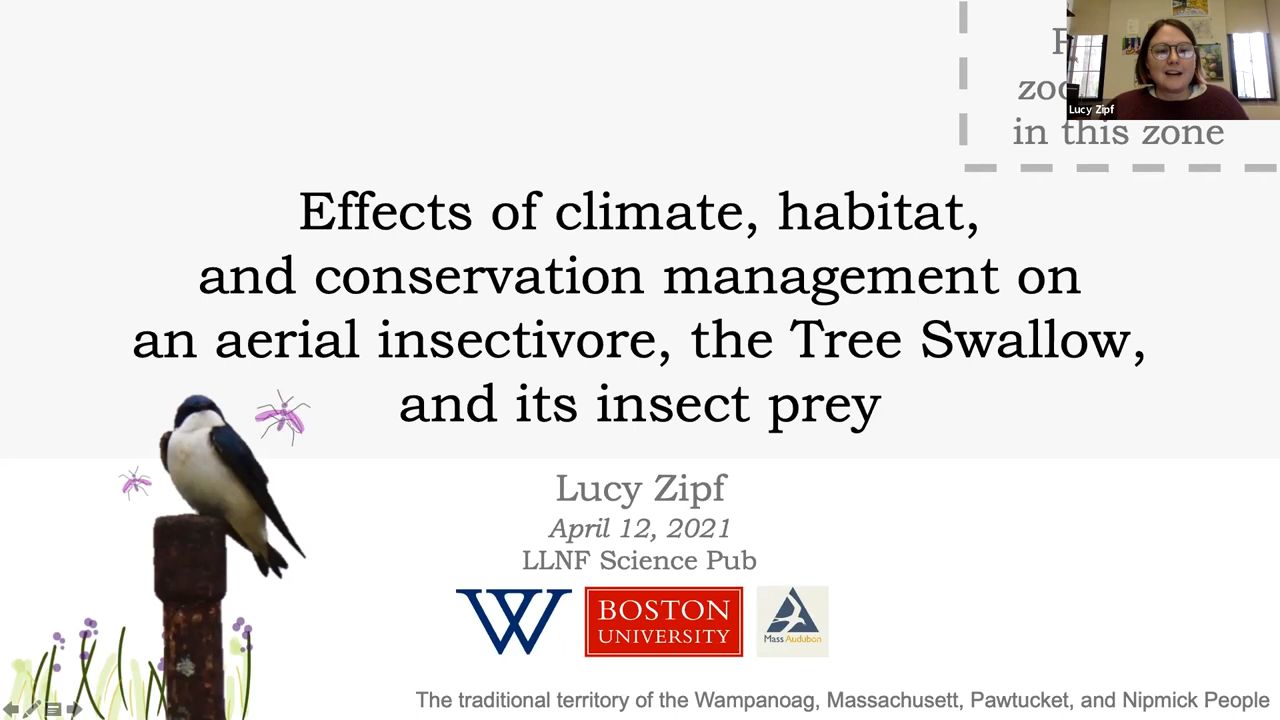 zo
in this zone
Lucy Zipf
Effects of climate, habitat,
and conservation management on
an aerial insectivore, the Tree Swallow,
and its insect prey
Lucy Zipf
April 12, 2021
LLNF Science Pub
W
BOSTON
UNIVERSITY
Mass Audubon
The traditional territory of the Wampanoag, Massachusett, Pawtucket, and Nipmick People